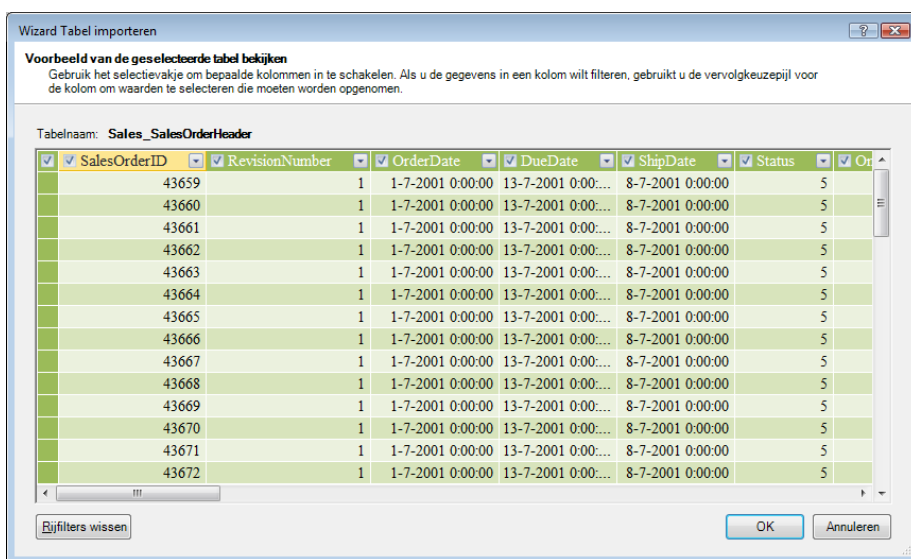 Wizard Tabel importeren
Voorbeeld van de geselecteerde tabel bekijken
Gebruik het selectievakje om bepaalde kolommen in te schakelen. Als u de gegevens in een kolom wilt filteren, gebruikt u de vervolgkeuzepijl voor
de kolom om waarden te selecteren die moeten worden opgenomen.
Tabelnaam: Sales_SalesOrderHeader
SalesOrderID RevisionNumber OrderDate DueDate ShipDate Status Or
43659 1 1-7-2001 0:00:00 13-7-2001 0:00:... 8-7-2001 0:00:00 5
43660 1 1-7-2001 0:00:00 13-7-2001 0:00:... 8-7-2001 0:00:00 5
43661 1 1-7-2001 0:00:00 13-7-2001 0:00:... 8-7-2001 0:00:00 5
43662 1 1-7-2001 0:00:00 13-7-2001 0:00:... 8-7-2001 0:00:00 5
43663 1 1-7-2001 0:00:00 13-7-2001 0:00:... 8-7-2001 0:00:00 5
43664 1 1-7-2001 0:00:00 13-7-2001 0:00:... 8-7-2001 0:00:00 5
43665 1 1-7-2001 0:00:00 13-7-2001 0:00:... 8-7-2001 0:00:00 5
43666 1 1-7-2001 0:00:00 13-7-2001 0:00:... 8-7-2001 0:00:00 5
43667 1 1-7-2001 0:00:00 13-7-2001 0:00:... 8-7-2001 0:00:00 5
43668 1 1-7-2001 0:00:00 13-7-2001 0:00:... 8-7-2001 0:00:00 5
43669 1 1-7-2001 0:00:00 13-7-2001 0:00:... 8-7-2001 0:00:00 5
43670 1 1-7-2001 0:00:00 13-7-2001 0:00:... 8-7-2001 0:00:00 5
43671 1 1-7-2001 0:00:00 13-7-2001 0:00:... 8-7-2001 0:00:00 5
43672 1 1-7-2001 0:00:00 13-7-2001 0:00:... 8-7-2001 0:00:00 5
Rijfilters wissen OK Annuleren